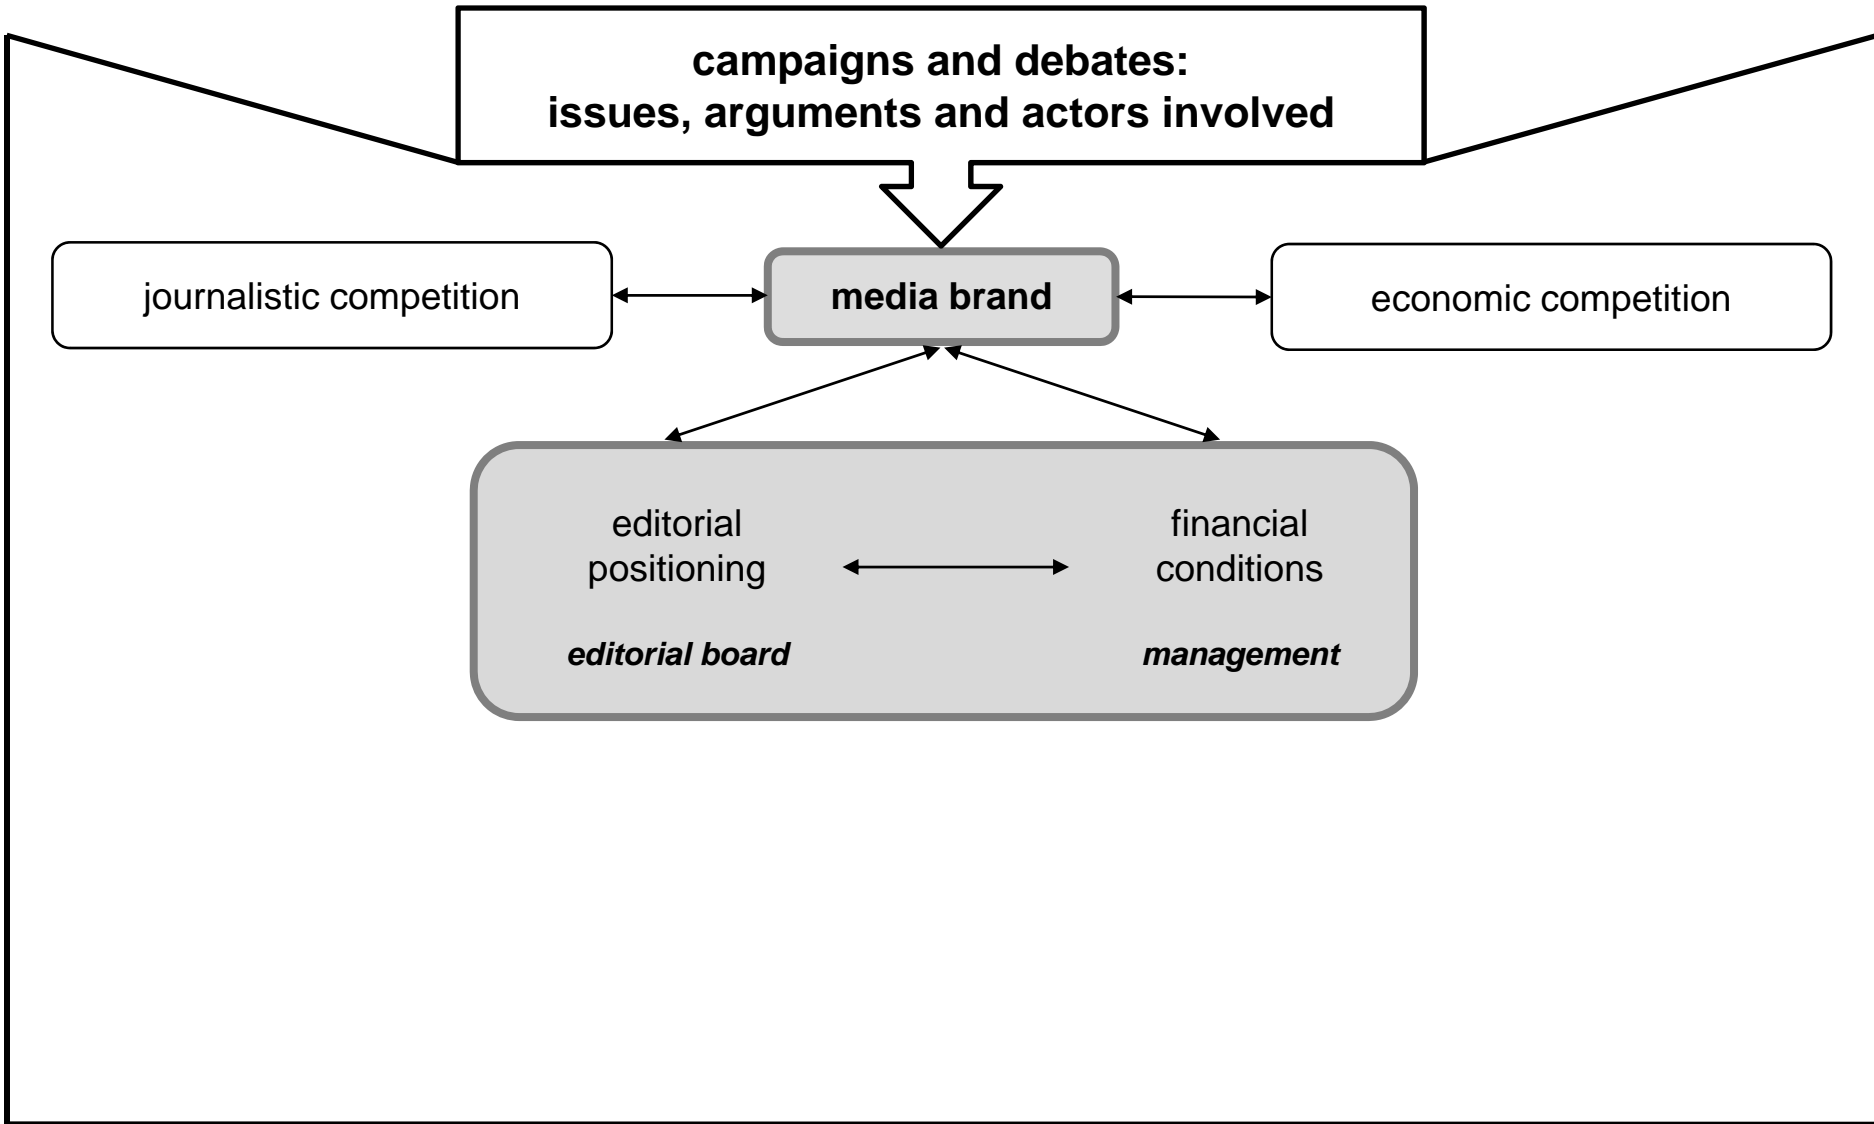 campaigns and debates:
issues, arguments and actors involved
journalistic competition
media brand
economic competition
editorial
positioning
financial
conditions
editorial board
management